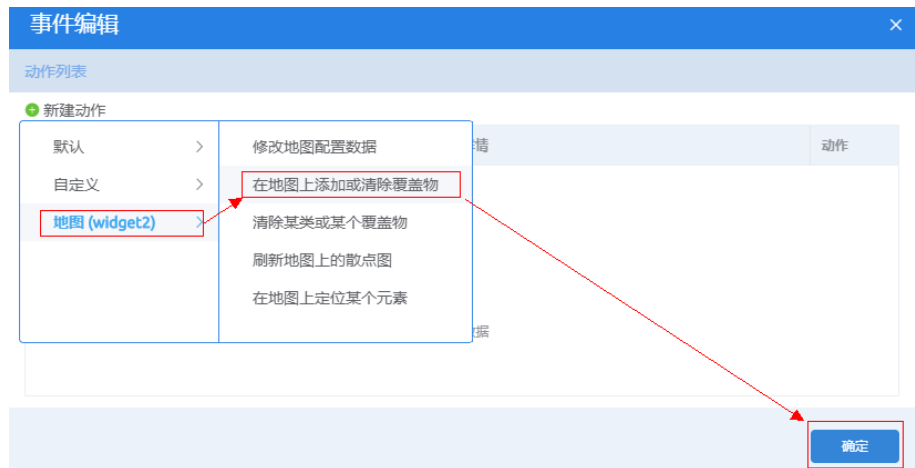 事件编辑
动作列表
新建动作
情 动作
默认
自定义
地图 (widget2)
修改地图配置数据
在地图上添加或清除覆盖物
清除某类或某个覆盖物
刷新地图上的散点图
在地图上定位某个元素
据
确定